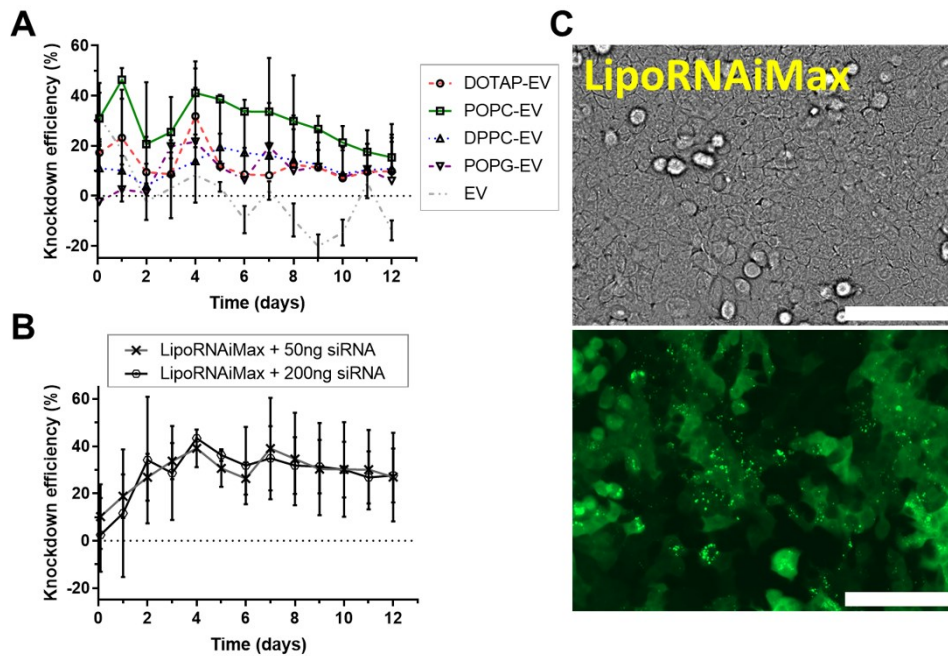 A
Knockdown efficiency (%)
60
40
20
0
-20
0
2
4
6
8
10
12
Time (days)
DOTAP-EV
POPC-EV
DPPC-EV
POPG-EV
EV
B
LipoRNAiMax + 50ng siRNA
LipoRNAiMax + 200ng siRNA
Knockdown efficiency (%)
60
40
20
0
-20
0
2
4
6
8
10
12
Time (days)
C
LipoRNAiMax